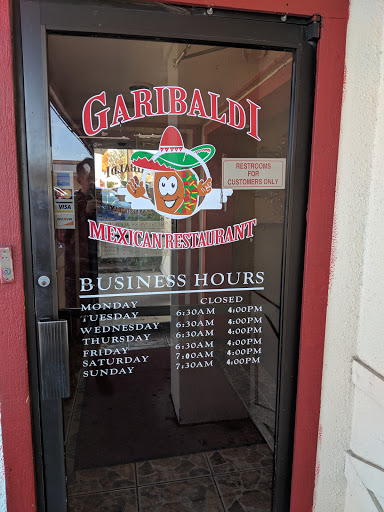 GARIBALDI
RESTROOMS
FOR
CUSTOMERS ONLY
VISA
MEXICAN RESTAURANT
BUSINESS HOURS
MONDAY CLOSED
TUESDAY 6:30AM 4:00PM
WEDNESDAY 6:30AM 4:00PM
THURSDAY 6:30AM 4:00PM
FRIDAY 6:30AM 4:00PM
SATURDAY 7:00AM 4:00PM
SUNDAY 7:30AM 4:00PM